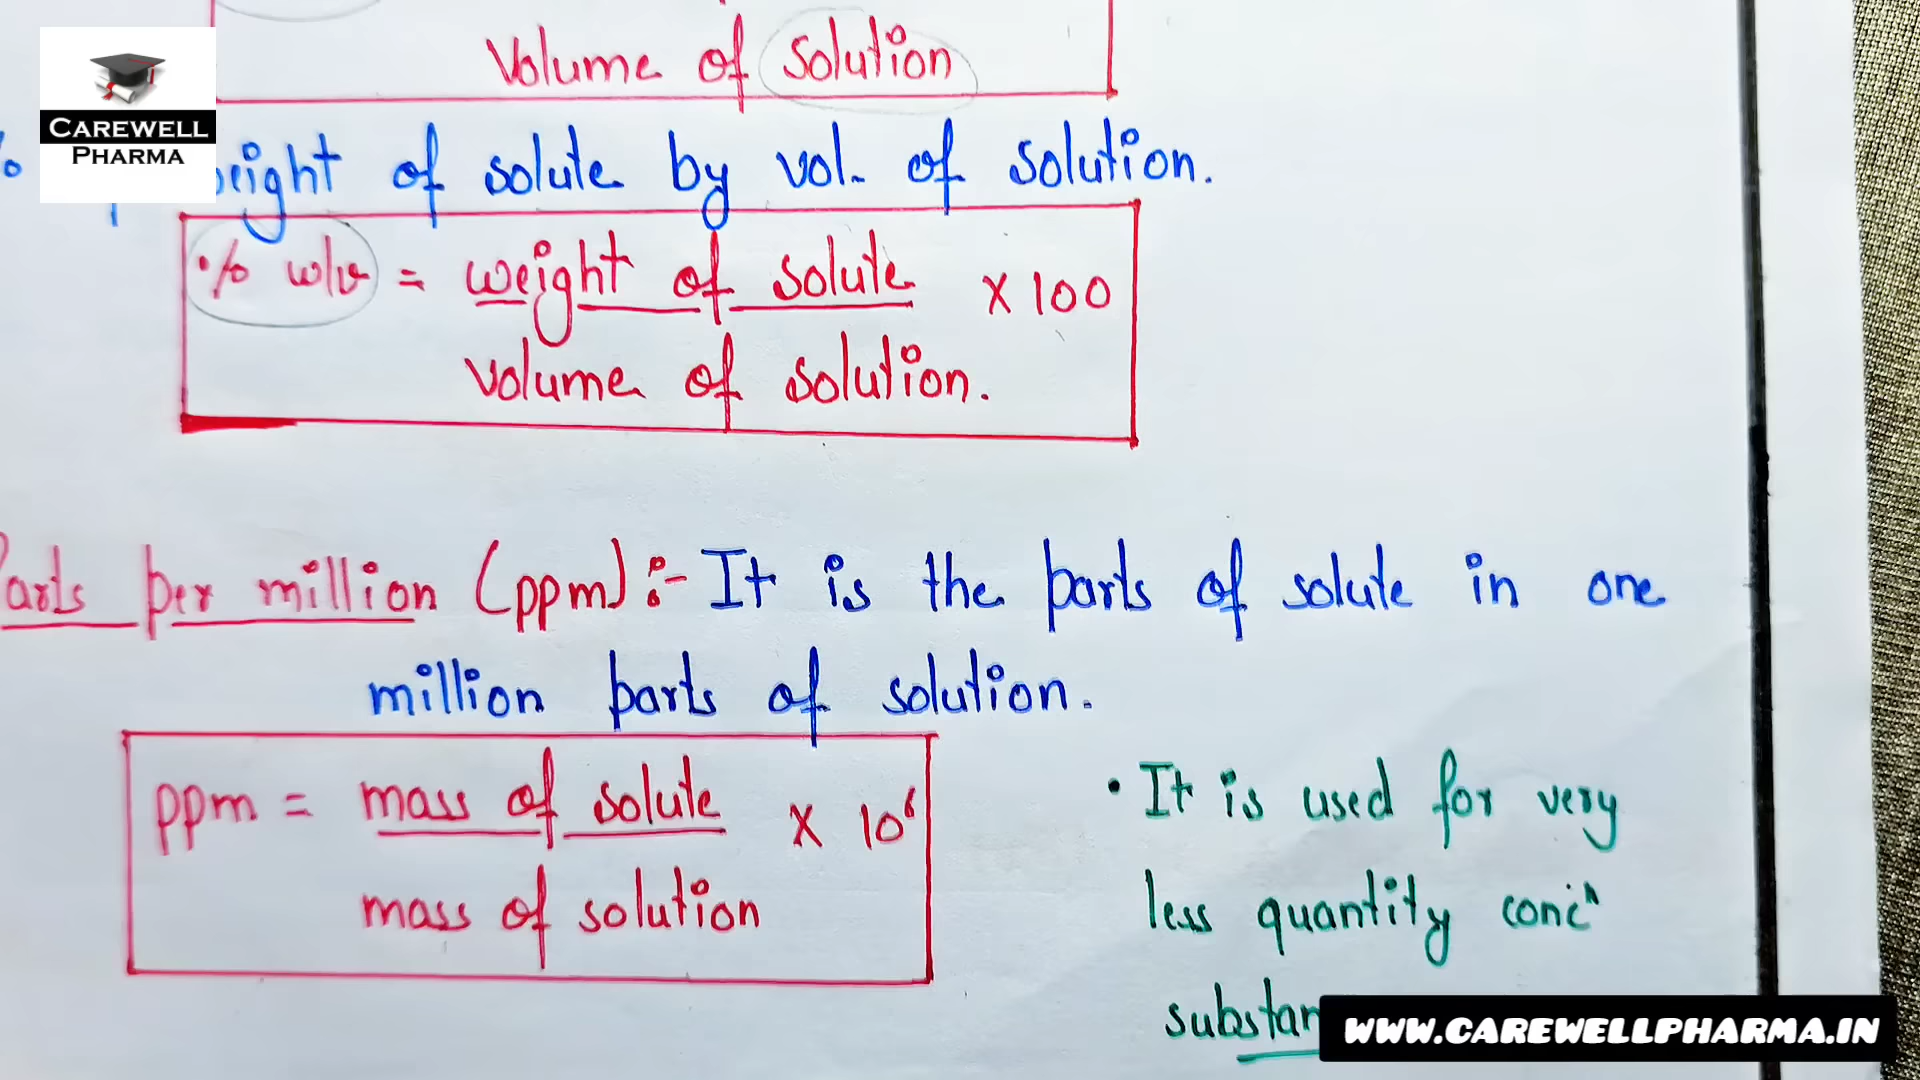 Volume of solution
CAREWELL
PHARMA
of solute by vol. of solution.
% w/v = weight of solute × 100
volume of solution.
per million (ppm) :- It is the parts of solute in one
million parts of solution.
ppm = mass of solute × 10⁶
mass of solution
• It is used for very
less quantity concⁿ
WWW.CAREWELLPHARMA.IN